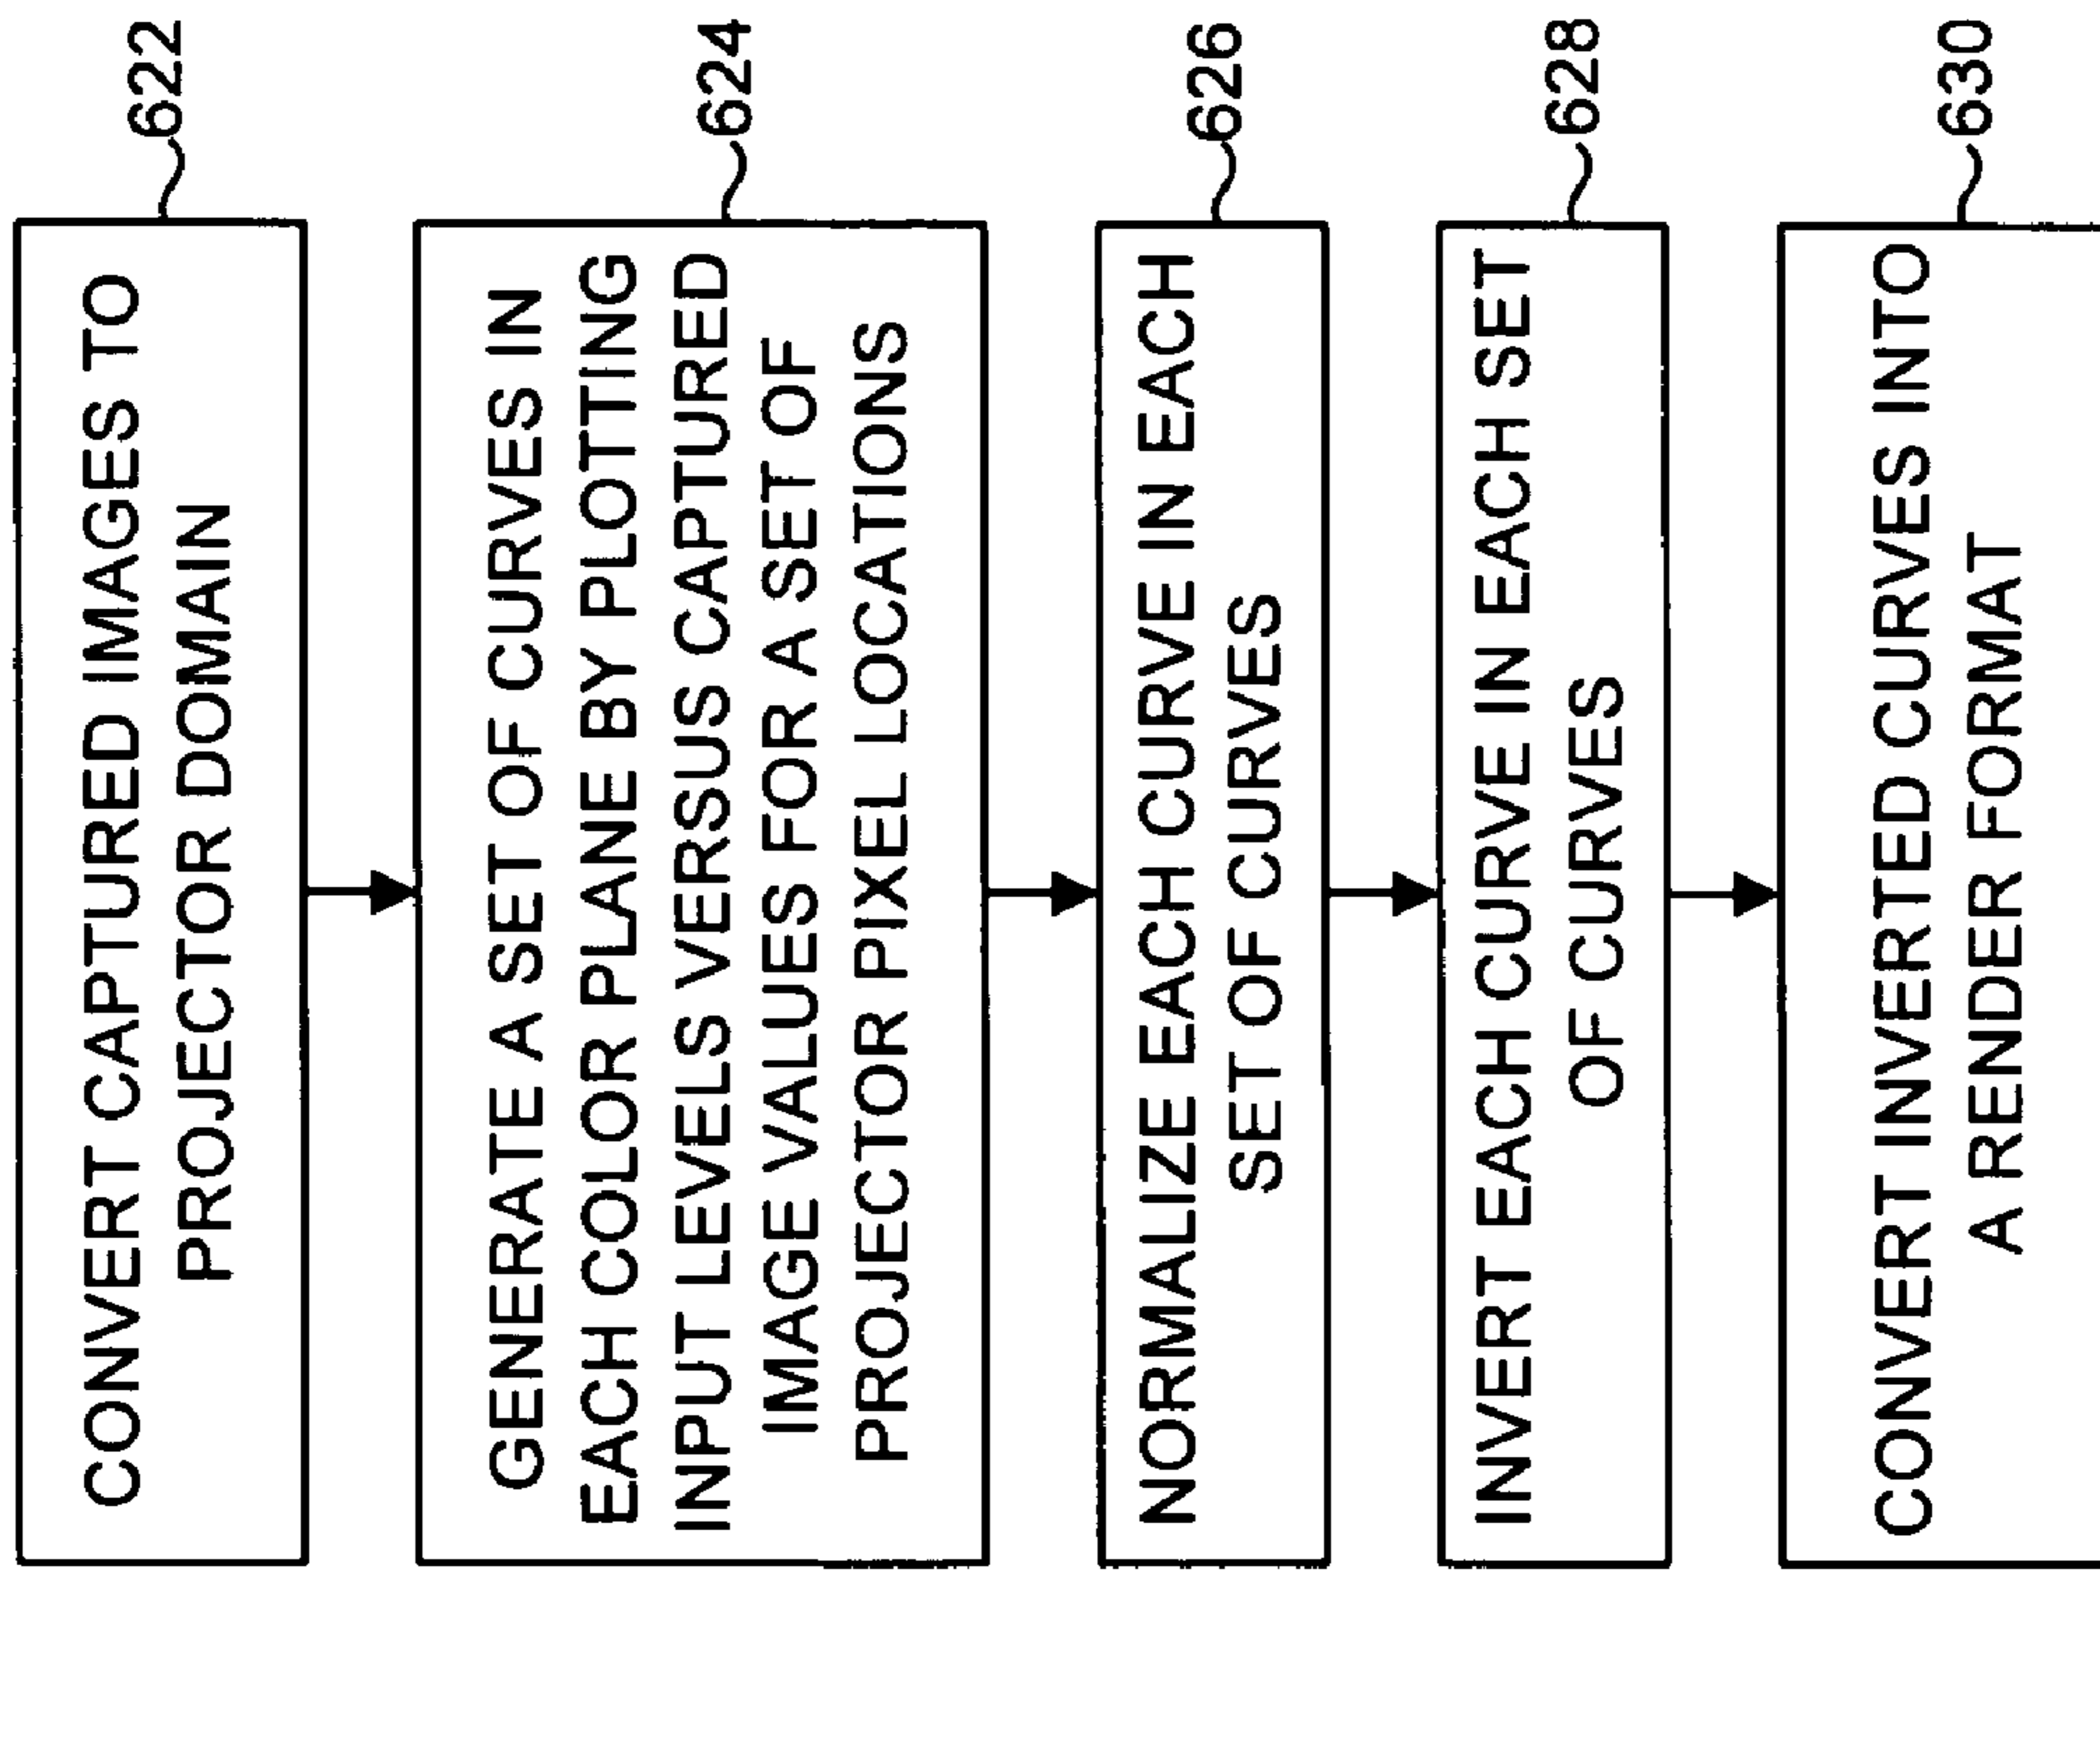 CONVERT CAPTURED IMAGES TO
PROJECTOR DOMAIN
622
GENERATE A SET OF CURVES IN
EACH COLOR PLANE BY PLOTTING
INPUT LEVELS VERSUS CAPTURED
IMAGE VALUES FOR A SET OF
PROJECTOR PIXEL LOCATIONS
624
NORMALIZE EACH CURVE IN EACH
SET OF CURVES
626
INVERT EACH CURVE IN EACH SET
OF CURVES
628
CONVERT INVERTED CURVES INTO
A RENDER FORMAT
630